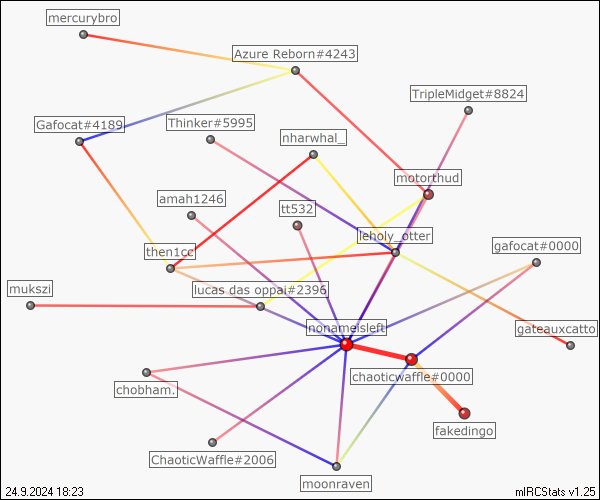 mercurybro
Azure Reborn#4243
TripleMidget#8824
Gafocat#4189
Thinker#5995
nharwhal_
motorthud
amah1246
tt532
leholy_otter
gafocat#0000
then1cc
lucas das oppai#2396
mukszi
nonameisleft
gateauxcatto
chaoticwaffle#0000
chobham.
fakedingo
ChaoticWaffle#2006
moonraven
24.9.2024 18:23
mIRCStats v1.25